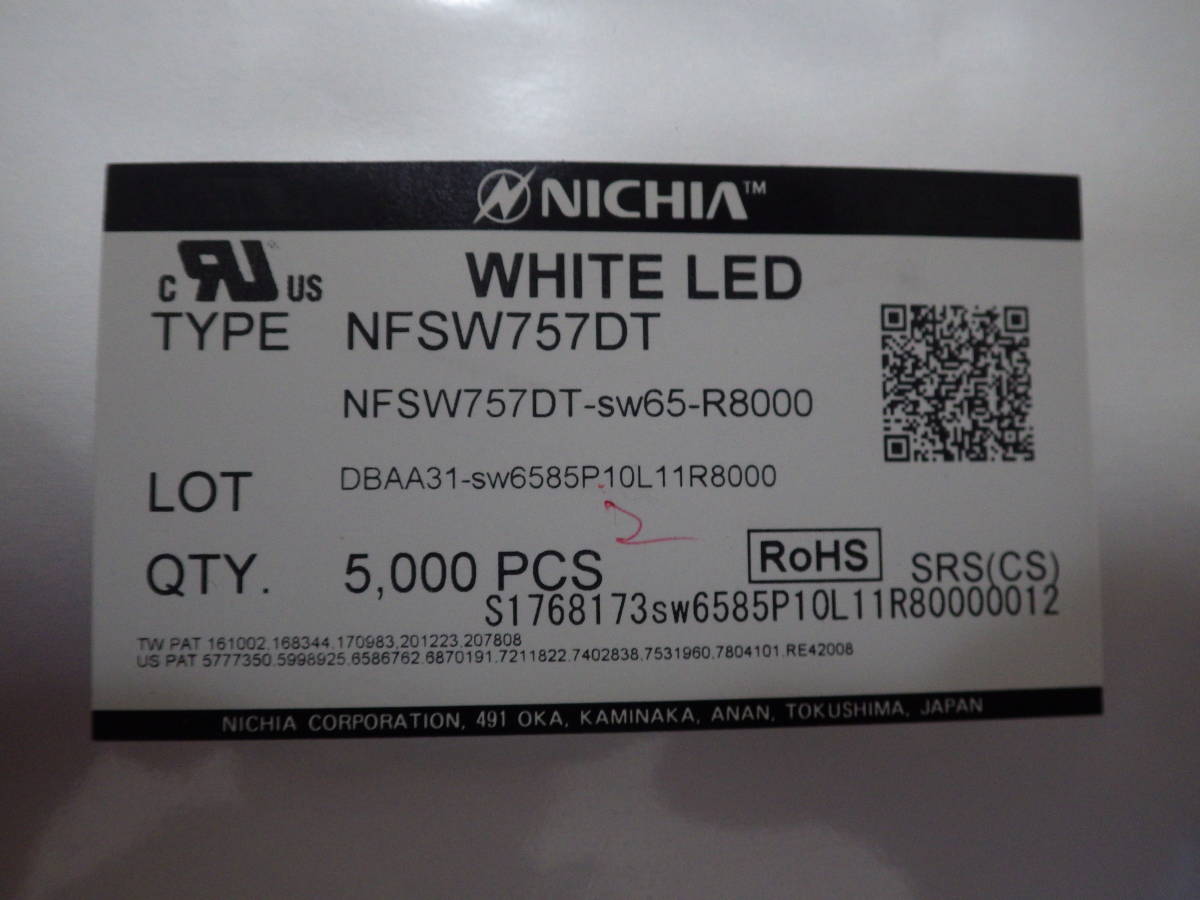 NICHIA™
C RU® US
WHITE LED
TYPE NFSW757DT
NFSW757DT-sw65-R8000
LOT DBAA31-sw6585P10L11R8000
2
QTY. 5,000 PCS RoHS SRS(CS)
S1768173sw6585P10L11R80000012
TW PAT 161002,168344,170983,201223,207808
US PAT 5777350,5998925,6586762,6870191,7211822,7402838,7531960,7804101,RE42008
NICHIA CORPORATION, 491 OKA, KAMINAKA, ANAN, TOKUSHIMA, JAPAN